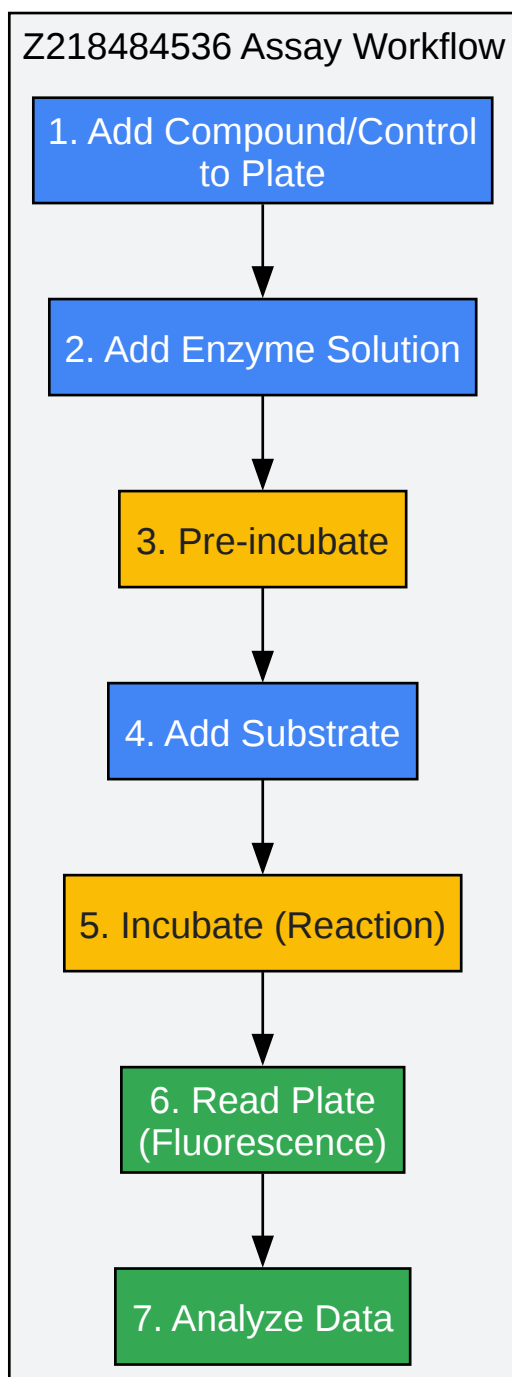 Z218484536 Assay Workflow
1. Add Compound/Control
to Plate
2. Add Enzyme Solution
3. Pre-incubate
4. Add Substrate
5. Incubate (Reaction)
6. Read Plate
(Fluorescence)
7. Analyze Data